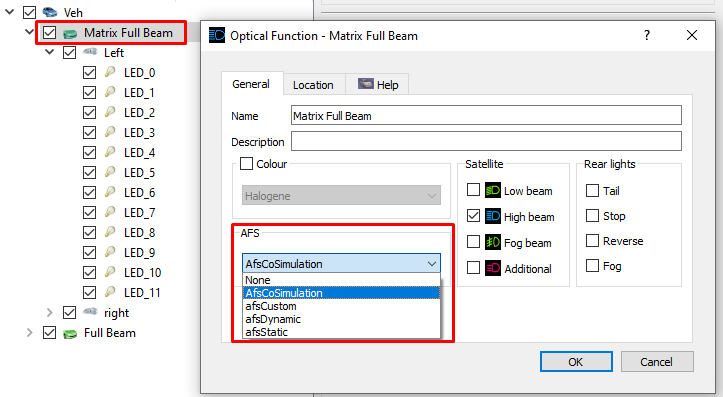 Veh
Matrix Full Beam
Left
LED_0
LED_1
LED_2
LED_3
LED_4
LED_5
LED_6
LED_7
LED_8
LED_9
LED_10
LED_11
right
Full Beam
Optical Function - Matrix Full Beam
?
General
Location
Help
Name
Matrix Full Beam
Description
Colour
Halogene
Satellite
Low beam
High beam
Fog beam
Additional
Rear lights
Tail
Stop
Reverse
Fog
AFS
AfsCoSimulation
None
AfsCoSimulation
afsCustom
afsDynamic
afsStatic
OK
Cancel